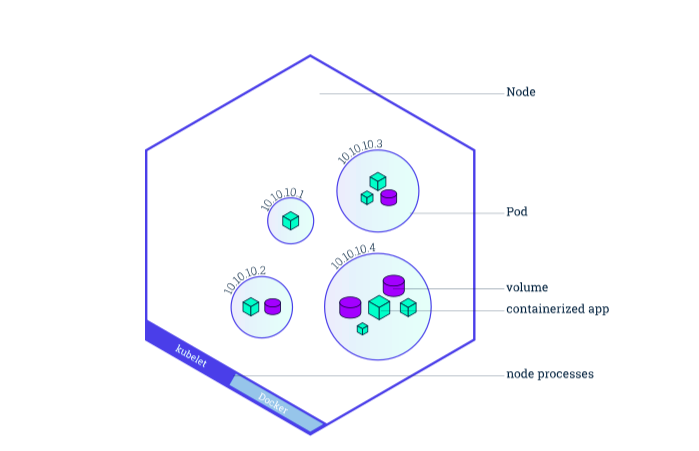 Node
10.10.10.3
10.10.10.1
Pod
10.10.10.4
10.10.10.2
volume
containerized app
kubelet
node processes
Docker